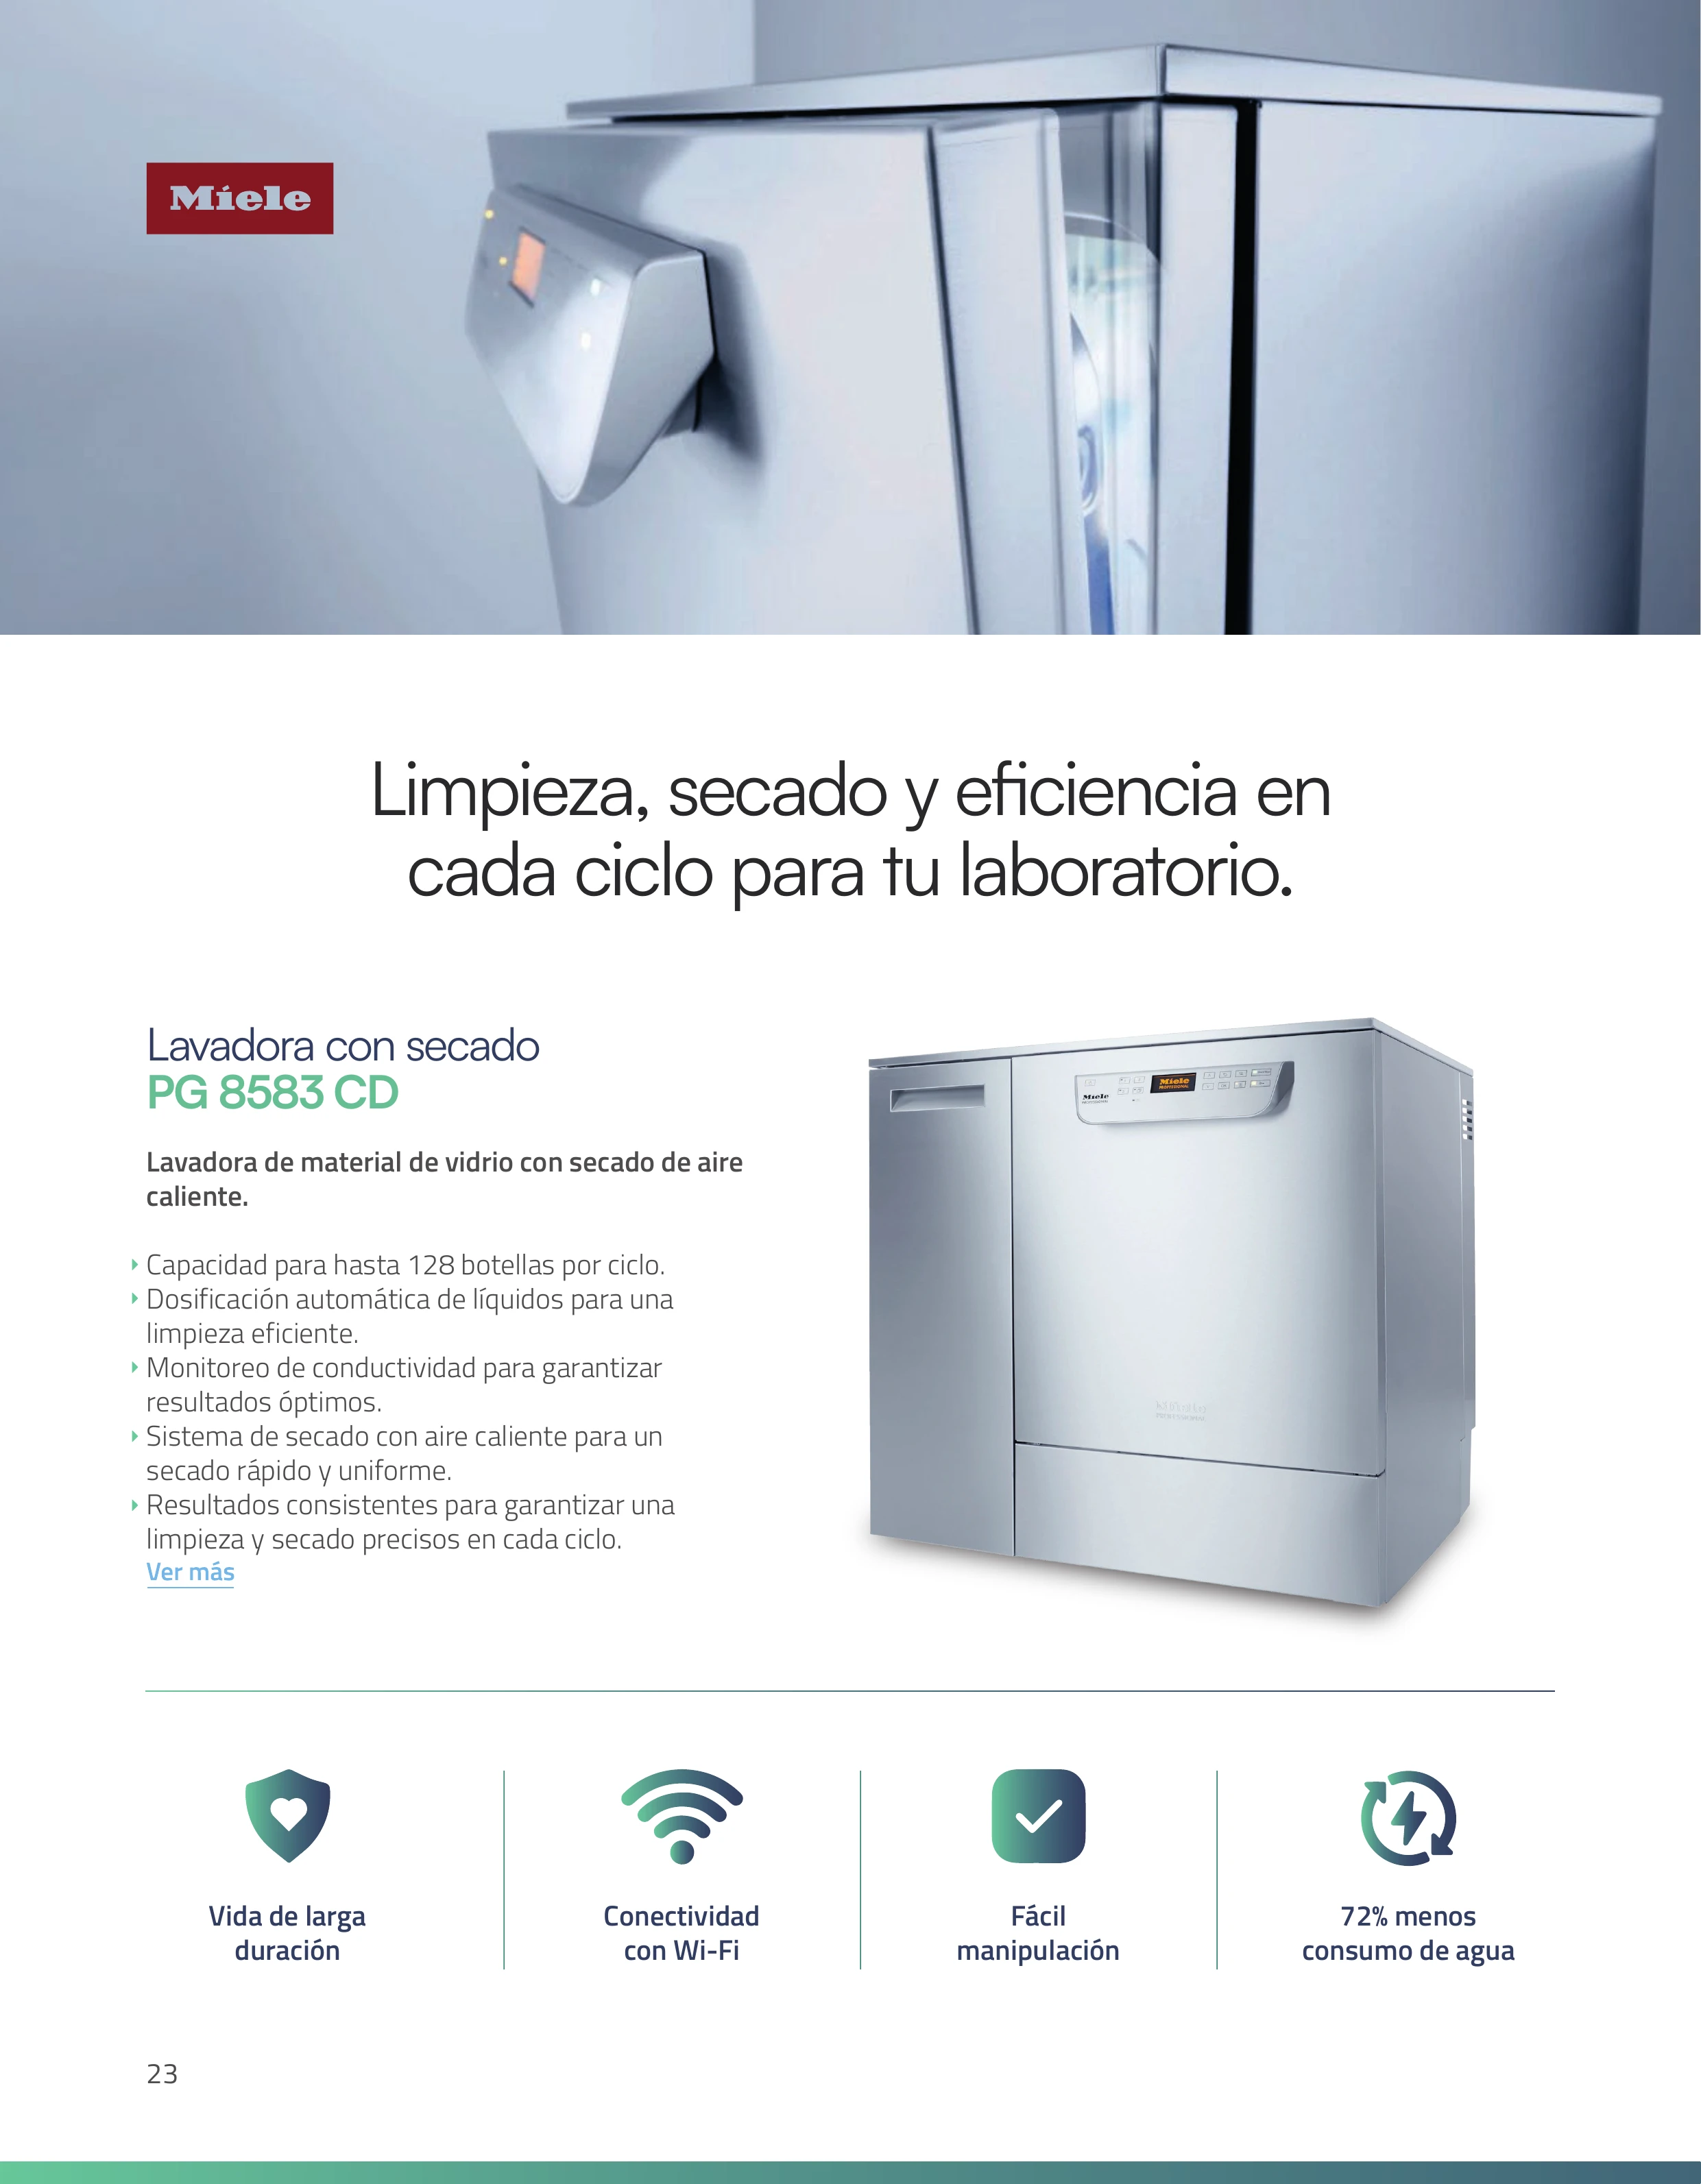 Miele
Limpieza, secado y eficiencia en
cada ciclo para tu laboratorio.
Lavadora con secado
PG 8583 CD
Lavadora de material de vidrio con secado de aire
caliente.
Capacidad para hasta 128 botellas por ciclo.
Dosificación automática de líquidos para una
limpieza eficiente.
Monitoreo de conductividad para garantizar
resultados óptimos.
Sistema de secado con aire caliente para un
secado rápido y uniforme.
Resultados consistentes para garantizar una
limpieza y secado precisos en cada ciclo.
Ver más
Miele
PROFESSIONAL
Miele
PROFESSIONAL
Vida de larga
duración
Conectividad
con Wi-Fi
Fácil
manipulación
72% menos
consumo de agua
23